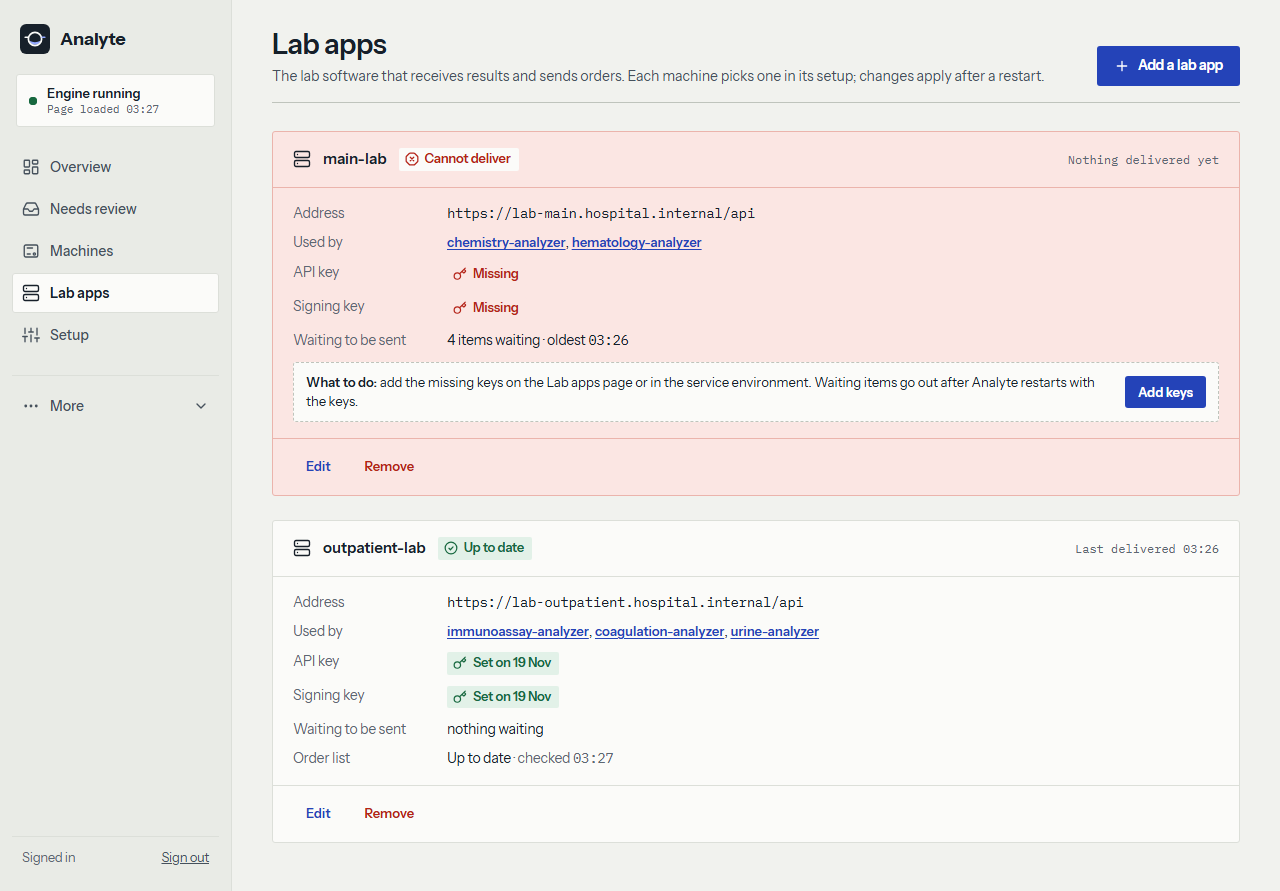 Analyte
Engine running
Page loaded 03:27
Overview
Needs review
Machines
Lab apps
Setup
More
Signed in
Sign out
Lab apps
The lab software that receives results and sends orders. Each machine picks one in its setup; changes apply after a restart.
Add a lab app
main-lab
Cannot deliver
Nothing delivered yet
Address
https://lab-main.hospital.internal/api
Used by
chemistry-analyzer, hematology-analyzer
API key
Missing
Signing key
Missing
Waiting to be sent
4 items waiting · oldest 03:26
What to do: add the missing keys on the Lab apps page or in the service environment. Waiting items go out after Analyte restarts with
the keys.
Add keys
Edit
Remove
outpatient-lab
Up to date
Last delivered 03:26
Address
https://lab-outpatient.hospital.internal/api
Used by
immunoassay-analyzer, coagulation-analyzer, urine-analyzer
API key
Set on 19 Nov
Signing key
Set on 19 Nov
Waiting to be sent
nothing waiting
Order list
Up to date · checked 03:27
Edit
Remove